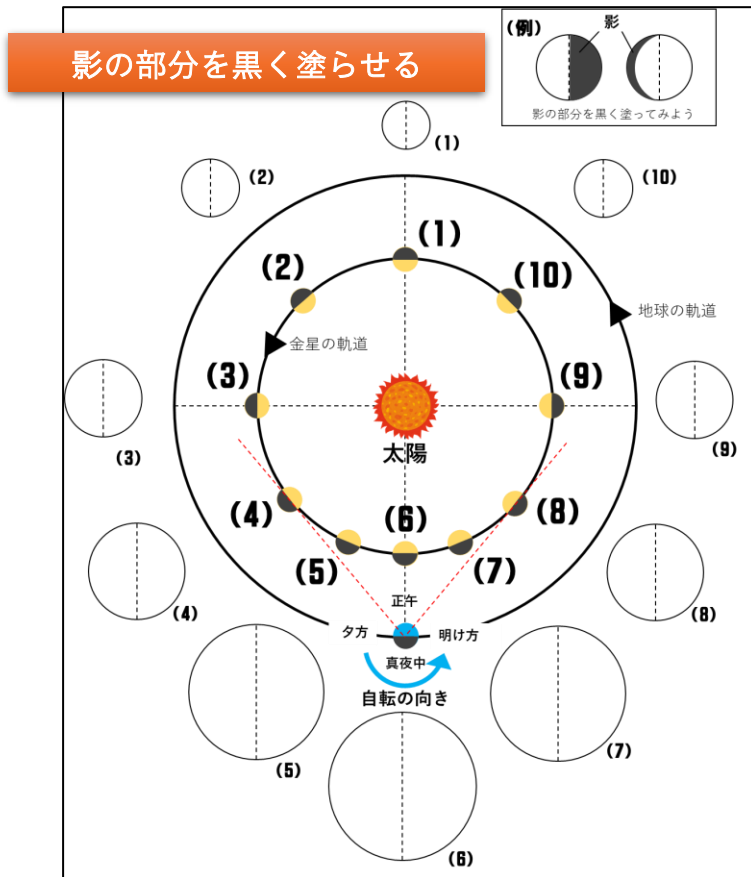 影の部分を黒く塗らせる
(例)
影
影の部分を黒く塗ってみよう
(1)
(2)
(10)
(1)
(2)
(10)
地球の軌道
金星の軌道
(3)
(9)
太陽
(3)
(9)
(4)
(6)
(8)
(5)
(7)
正午
(4)
(8)
夕方
明け方
真夜中
自転の向き
(5)
(7)
(6)